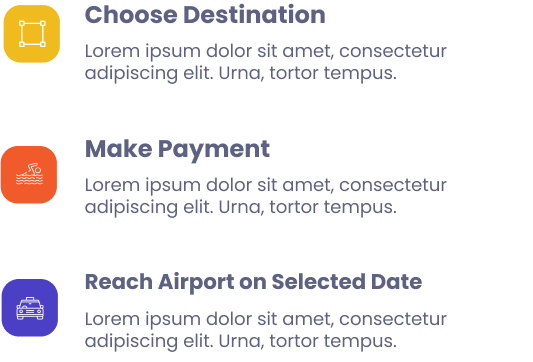 Choose Destination
Lorem ipsum dolor sit amet, consectetur
adipiscing elit. Urna, tortor tempus.
Make Payment
Lorem ipsum dolor sit amet, consectetur
adipiscing elit. Urna, tortor tempus.
Reach Airport on Selected Date
Lorem ipsum dolor sit amet, consectetur
adipiscing elit. Urna, tortor tempus.